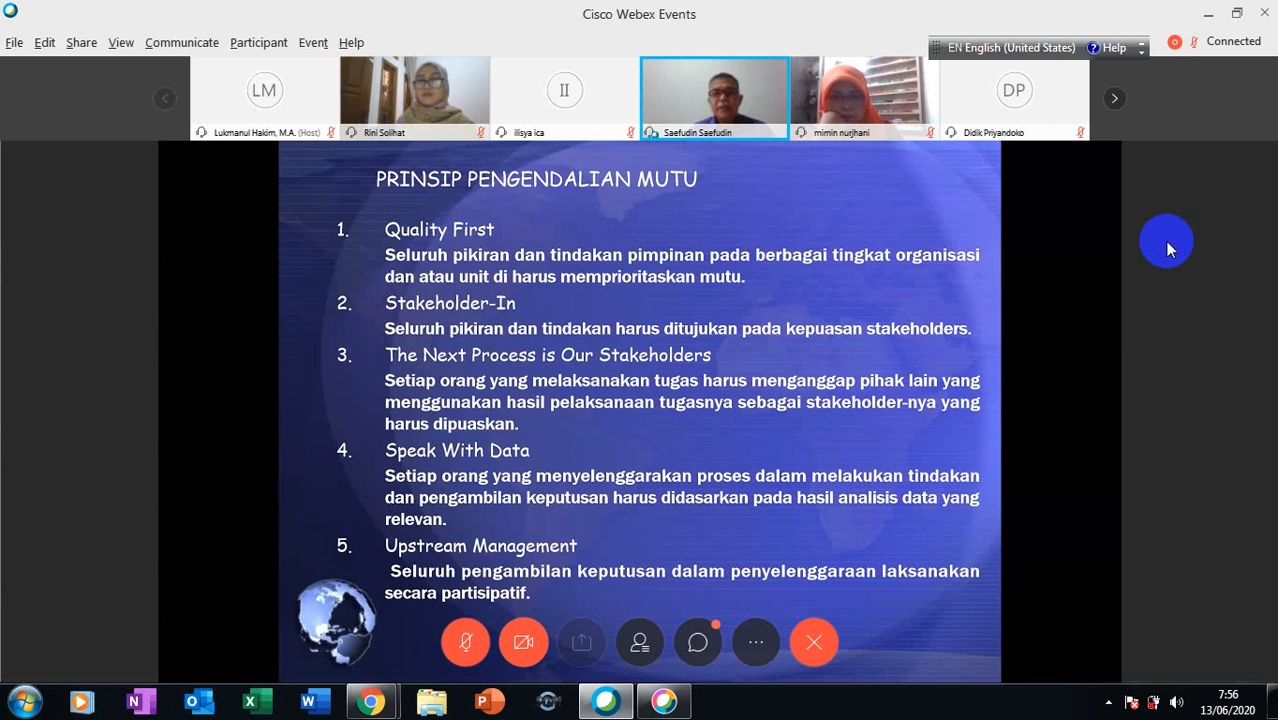 Cisco Webex Events
File Edit Share View Communicate Participant Event Help
EN English (United States) Help
Connected
LM
II
DP
Lukmanul Hakim, M.A. (Host)
Rini Solihat
ilisya ica
Saefudin Saefudin
mimin nurjhani
Didik Priyandoko
PRINSIP PENGENDALIAN MUTU
1. Quality First
Seluruh pikiran dan tindakan pimpinan pada berbagai tingkat organisasi
dan atau unit di harus memprioritaskan mutu.
2. Stakeholder-In
Seluruh pikiran dan tindakan harus ditujukan pada kepuasan stakeholders.
3. The Next Process is Our Stakeholders
Setiap orang yang melaksanakan tugas harus menganggap pihak lain yang
menggunakan hasil pelaksanaan tugasnya sebagai stakeholder-nya yang
harus dipuaskan.
4. Speak With Data
Setiap orang yang menyelenggarakan proses dalam melakukan tindakan
dan pengambilan keputusan harus didasarkan pada hasil analisis data yang
relevan.
5. Upstream Management
Seluruh pengambilan keputusan dalam penyelenggaraan laksanakan
secara partisipatif.
7:56
13/06/2020